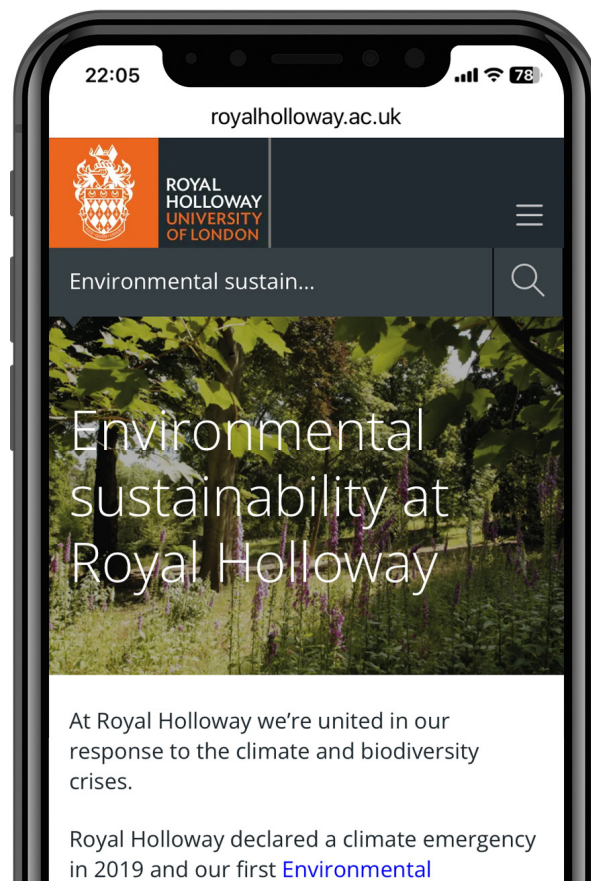 22:05
78
royalholloway.ac.uk
ROYAL
HOLLOWAY
UNIVERSITY
OF LONDON
Environmental sustain...
Environmental
sustainability at
Royal Holloway
At Royal Holloway we’re united in our
response to the climate and biodiversity
crises.
Royal Holloway declared a climate emergency
in 2019 and our first Environmental